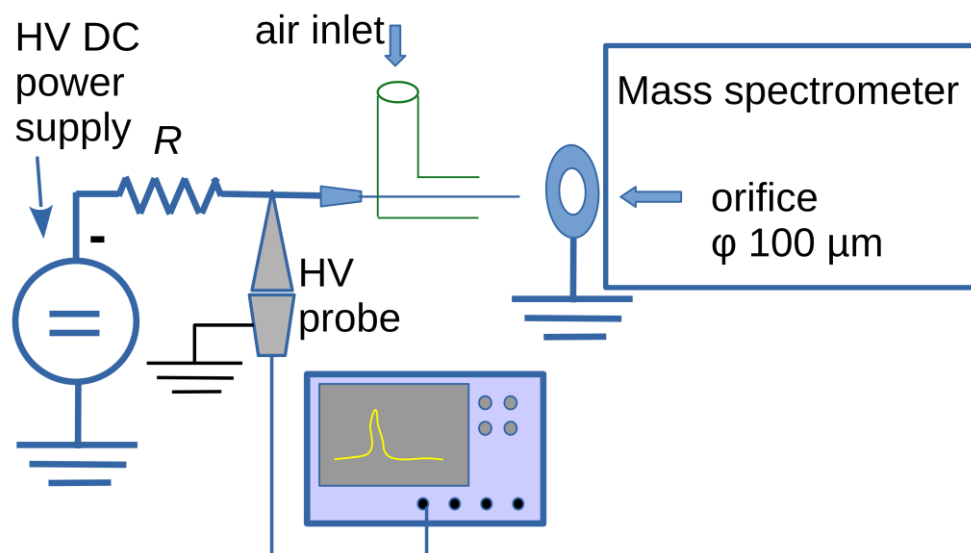 HV DC
power
supply
R
-
air inlet
HV
probe
Mass spectrometer
orifice
φ 100 µm